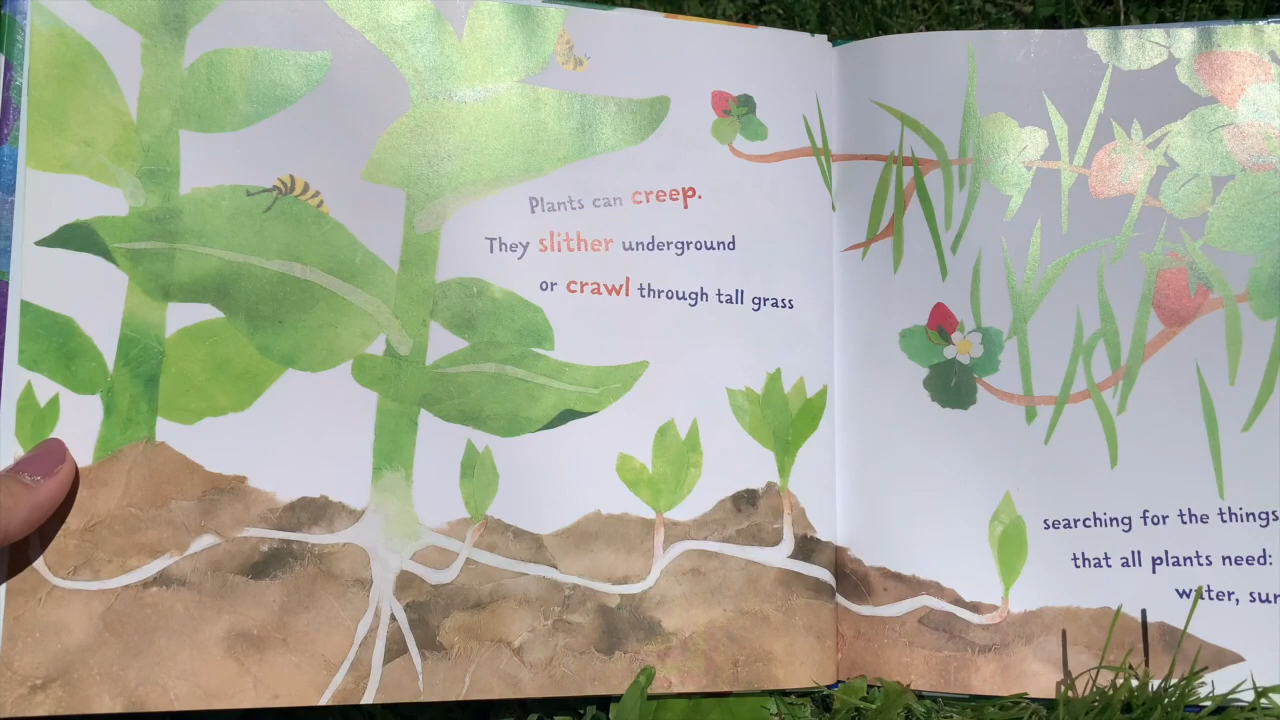 Plants can creep.
They slither underground
or crawl through tall grass
searching for the things
that all plants need:
water,